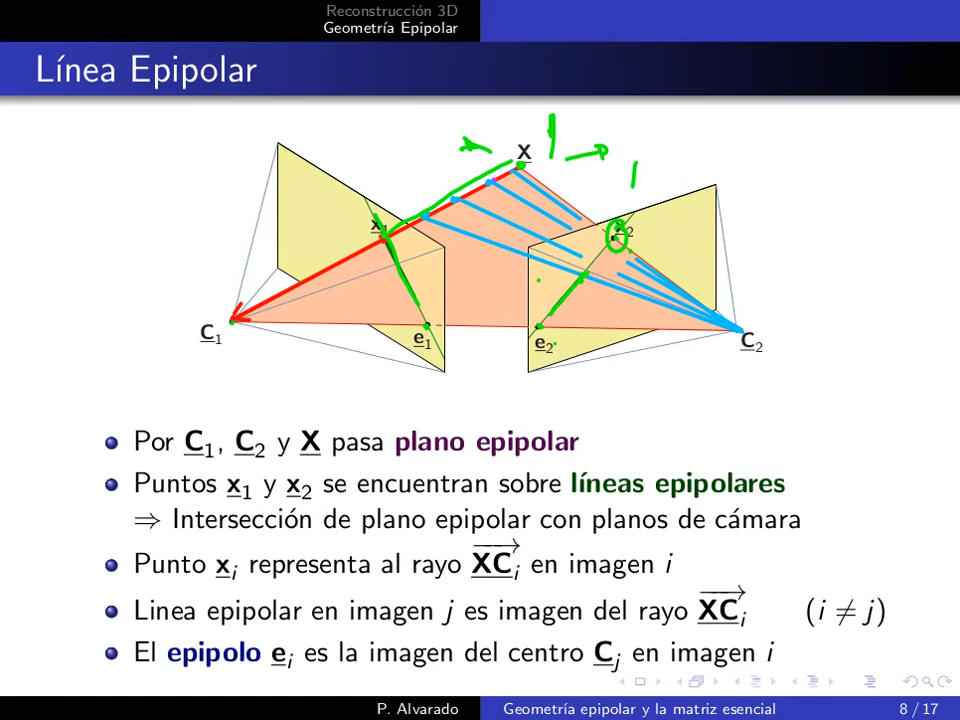 Reconstrucción 3D
Geometría Epipolar
Línea Epipolar
X
x1
x2
C1
e1
e2
C2
Por C1, C2 y X pasa plano epipolar
Puntos x1 y x2 se encuentran sobre líneas epipolares
⇒ Intersección de plano epipolar con planos de cámara
Punto xi representa al rayo XCi en imagen i
Linea epipolar en imagen j es imagen del rayo XCi (i ≠ j)
El epipolo ei es la imagen del centro Cj en imagen i
P. Alvarado Geometría epipolar y la matriz esencial 8 / 17